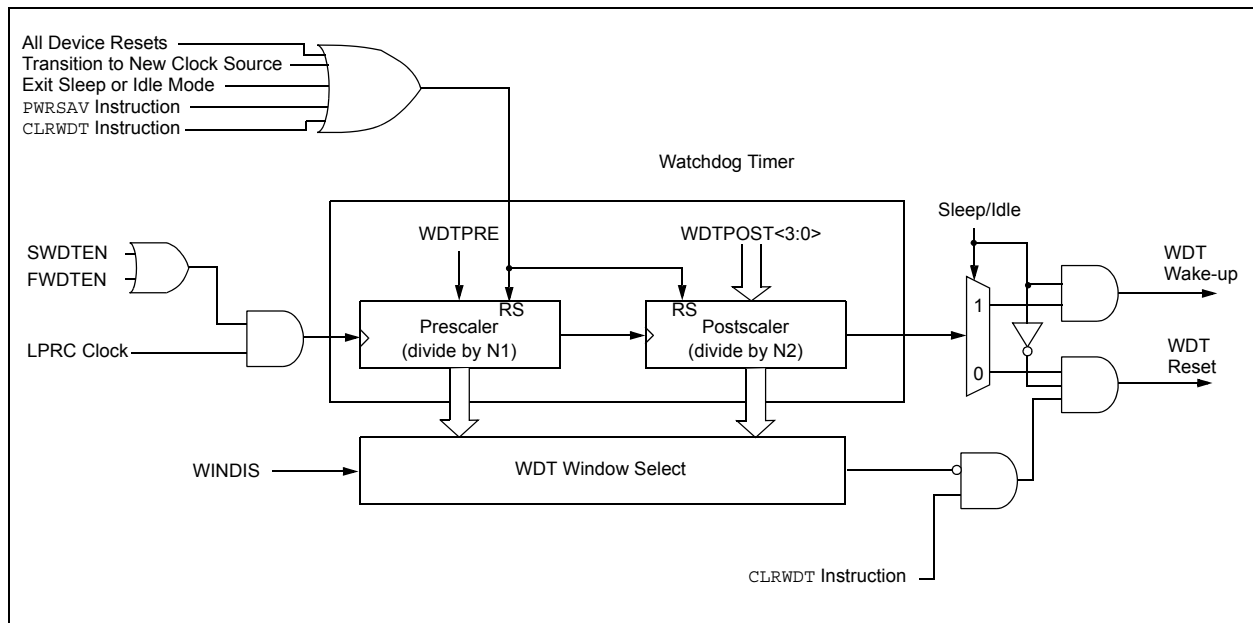 All Device Resets
Transition to New Clock Source
Exit Sleep or Idle Mode
PWRSAV Instruction
CLRWDT Instruction
Watchdog Timer
Sleep/Idle
WDTPRE
WDTPOST<3:0>
SWDTEN
FWDTEN
WDT
Wake-up
RS
RS
1
Prescaler
(divide by N1)
Postscaler
(divide by N2)
LPRC Clock
WDT
Reset
0
WINDIS
WDT Window Select
CLRWDT Instruction